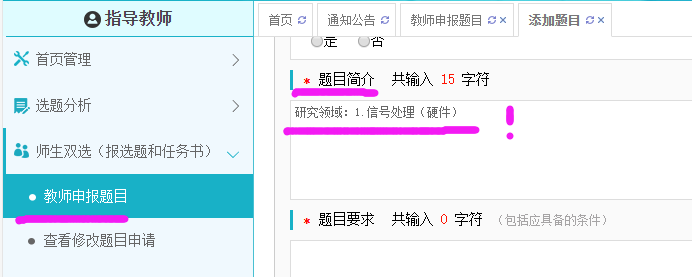 指导教师
首页管理
选题分析
师生双选（报选题和任务书）
教师申报题目
查看修改题目申请
首页 通知公告 教师申报题目 添加题目
是 否
* 题目简介 共输入 15 字符
研究领域：1.信号处理（硬件）
!
* 题目要求 共输入 0 字符 （包括应具备的条件）